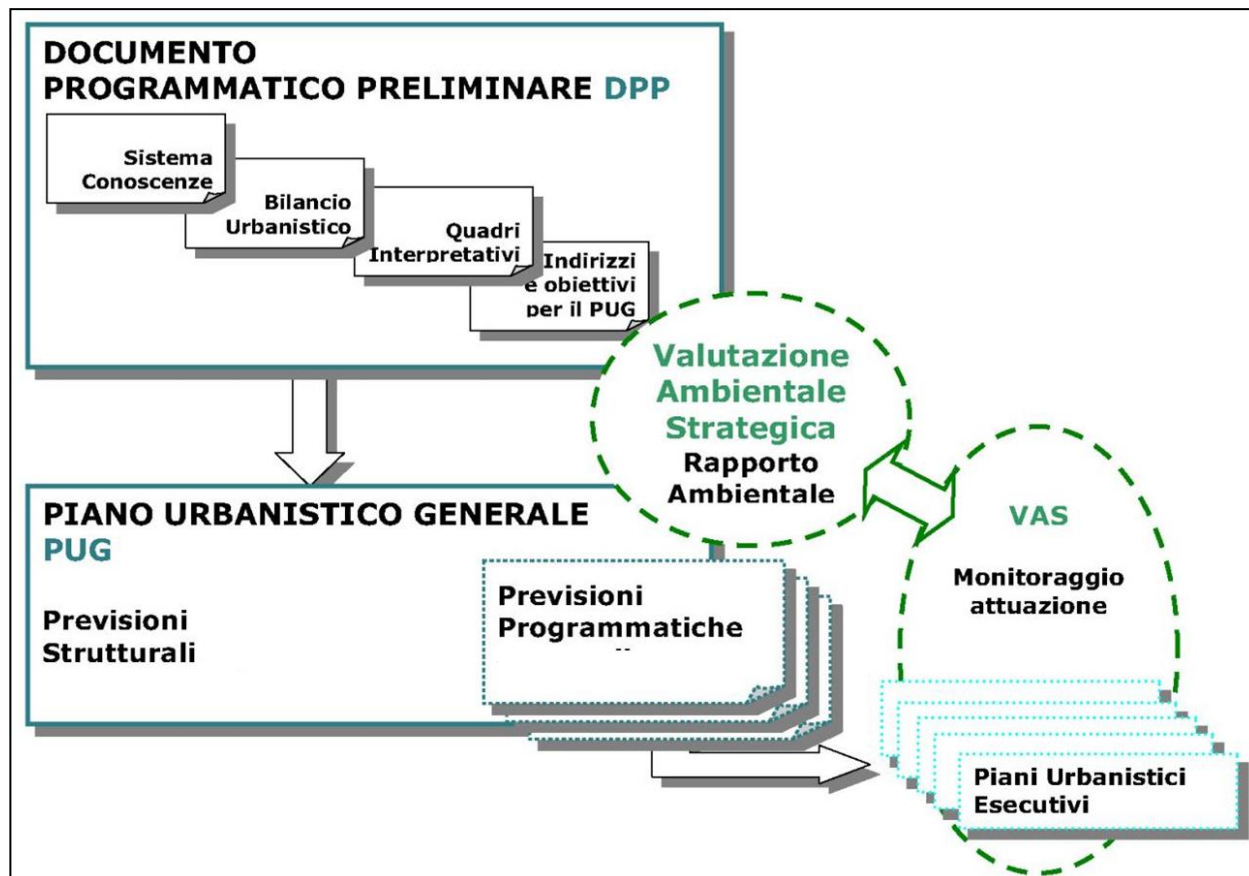 DOCUMENTO
PROGRAMMATICO PRELIMINARE DPP
Sistema
Conoscenze
Bilancio
Urbanistico
Quadri
Interpretativi
Indirizzi
e obiettivi
per il PUG
Valutazione
Ambientale
Strategica
Rapporto
Ambientale
VAS
Monitoraggio
attuazione
PIANO URBANISTICO GENERALE
PUG
Previsioni
Strutturali
Previsioni
Programmatiche
Piani Urbanistici
Esecutivi